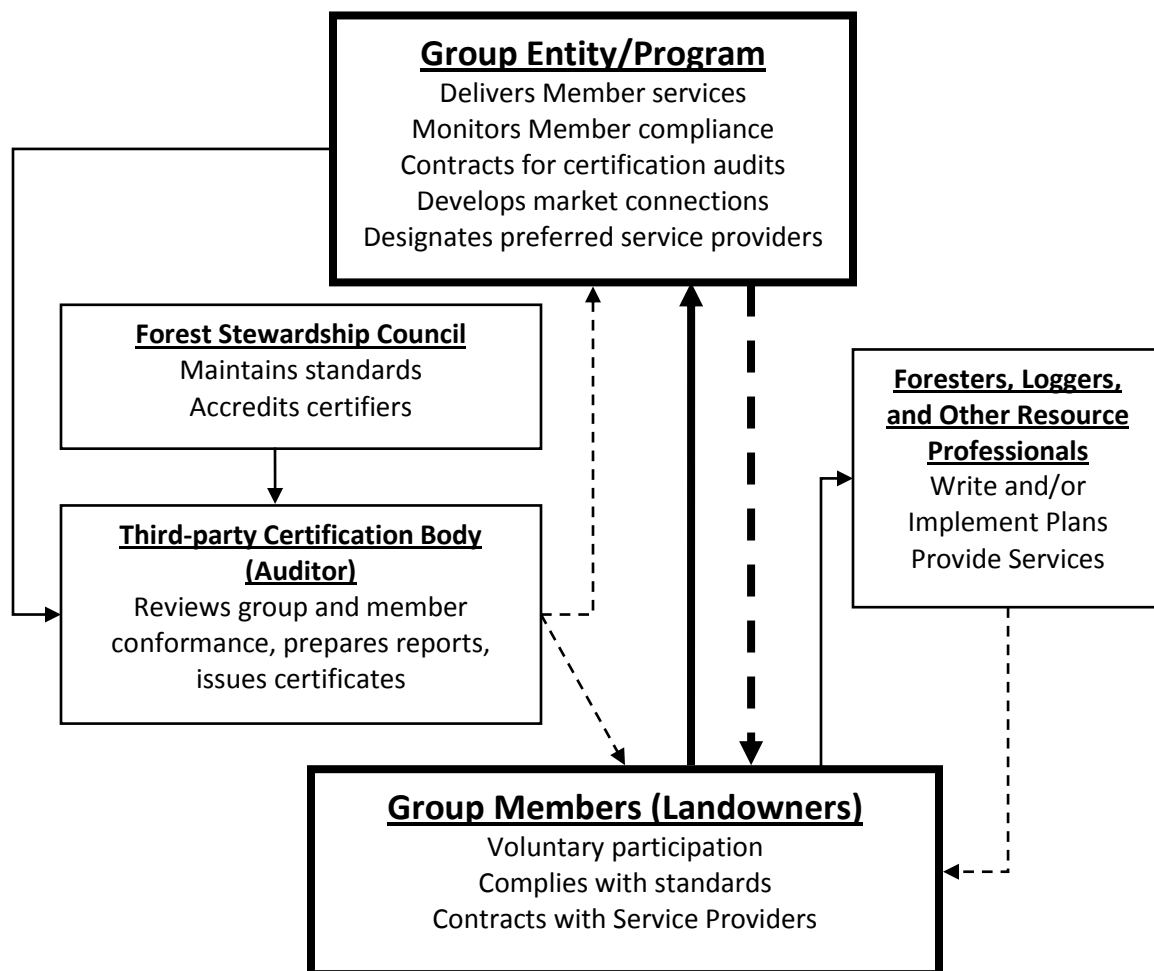 Group Entity/Program
Delivers Member services
Monitors Member compliance
Contracts for certification audits
Develops market connections
Designates preferred service providers
Forest Stewardship Council
Maintains standards
Accredits certifiers
Third-party Certification Body
(Auditor)
Reviews group and member
conformance, prepares reports,
issues certificates
Foresters, Loggers,
and Other Resource
Professionals
Write and/or
Implement Plans
Provide Services
Group Members (Landowners)
Voluntary participation
Complies with standards
Contracts with Service Providers